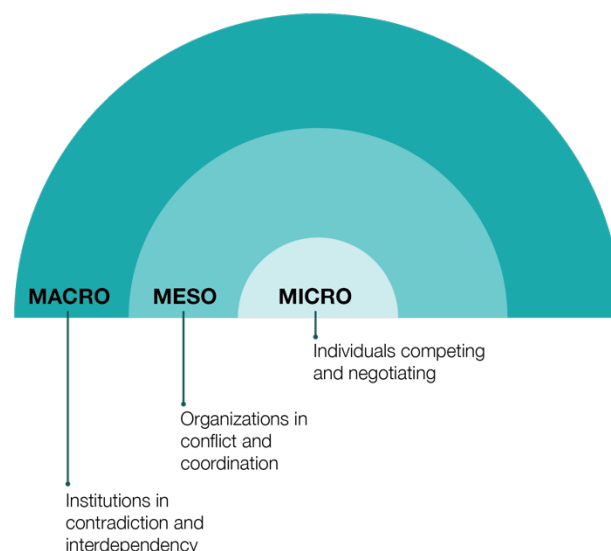 MACRO
MESO
MICRO
Individuals competing
and negotiating
Organizations in
conflict and
coordination
Institutions in
contradiction and
interdependency